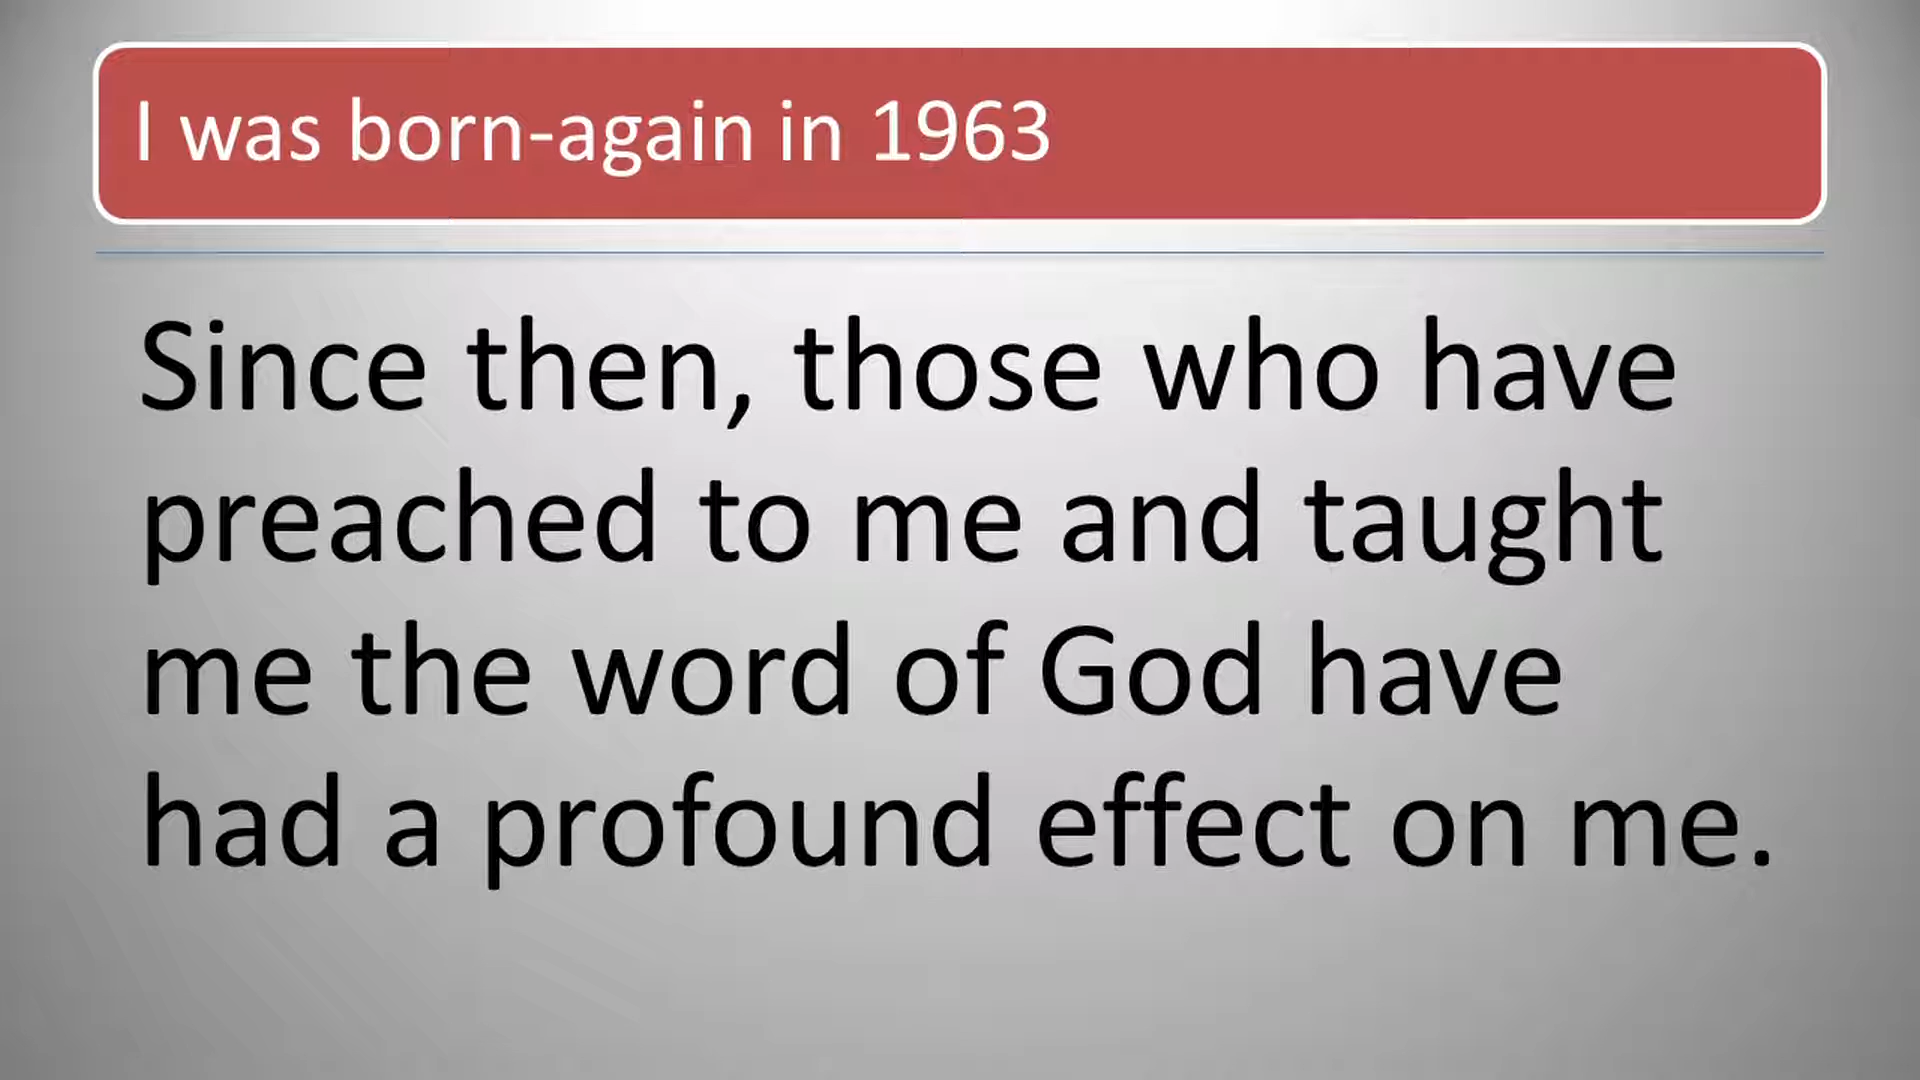 I was born-again in 1963
Since then, those who have
preached to me and taught
me the word of God have
had a profound effect on me.